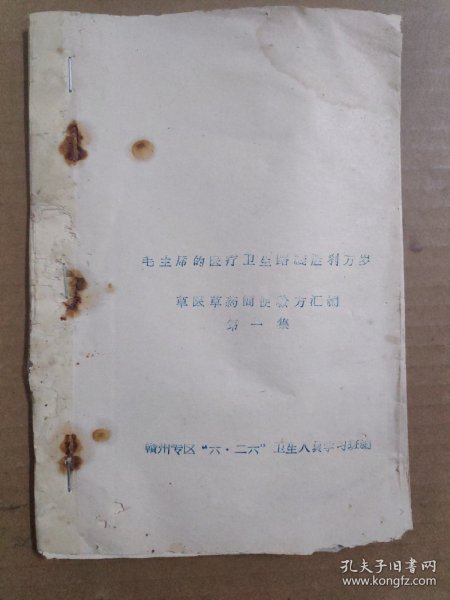 毛主席的医疗卫生路线胜利万岁
草医草药简便验方汇编
第一集
赣州专区“六·二六”卫生人员学习班编
孔夫子旧书网
www.kongfz.com